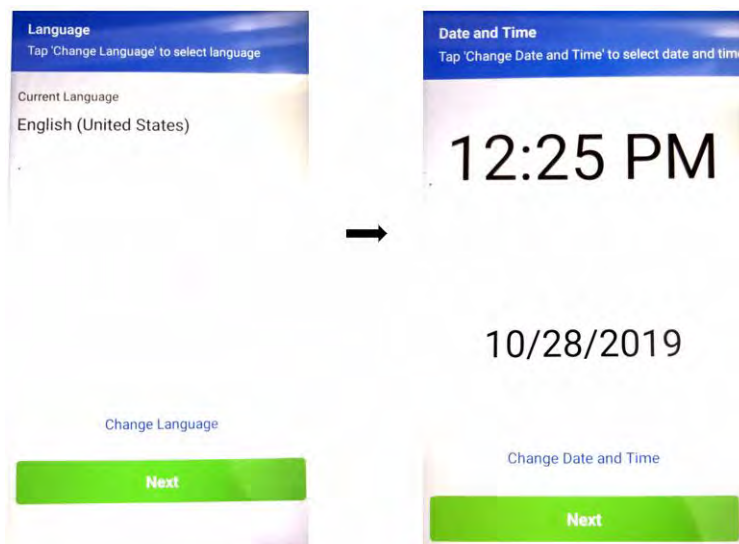 Language
Tap 'Change Language' to select language
Current Language
English (United States)
Change Language
Next
Date and Time
Tap 'Change Date and Time' to select date and time
12:25 PM
10/28/2019
Change Date and Time
Next